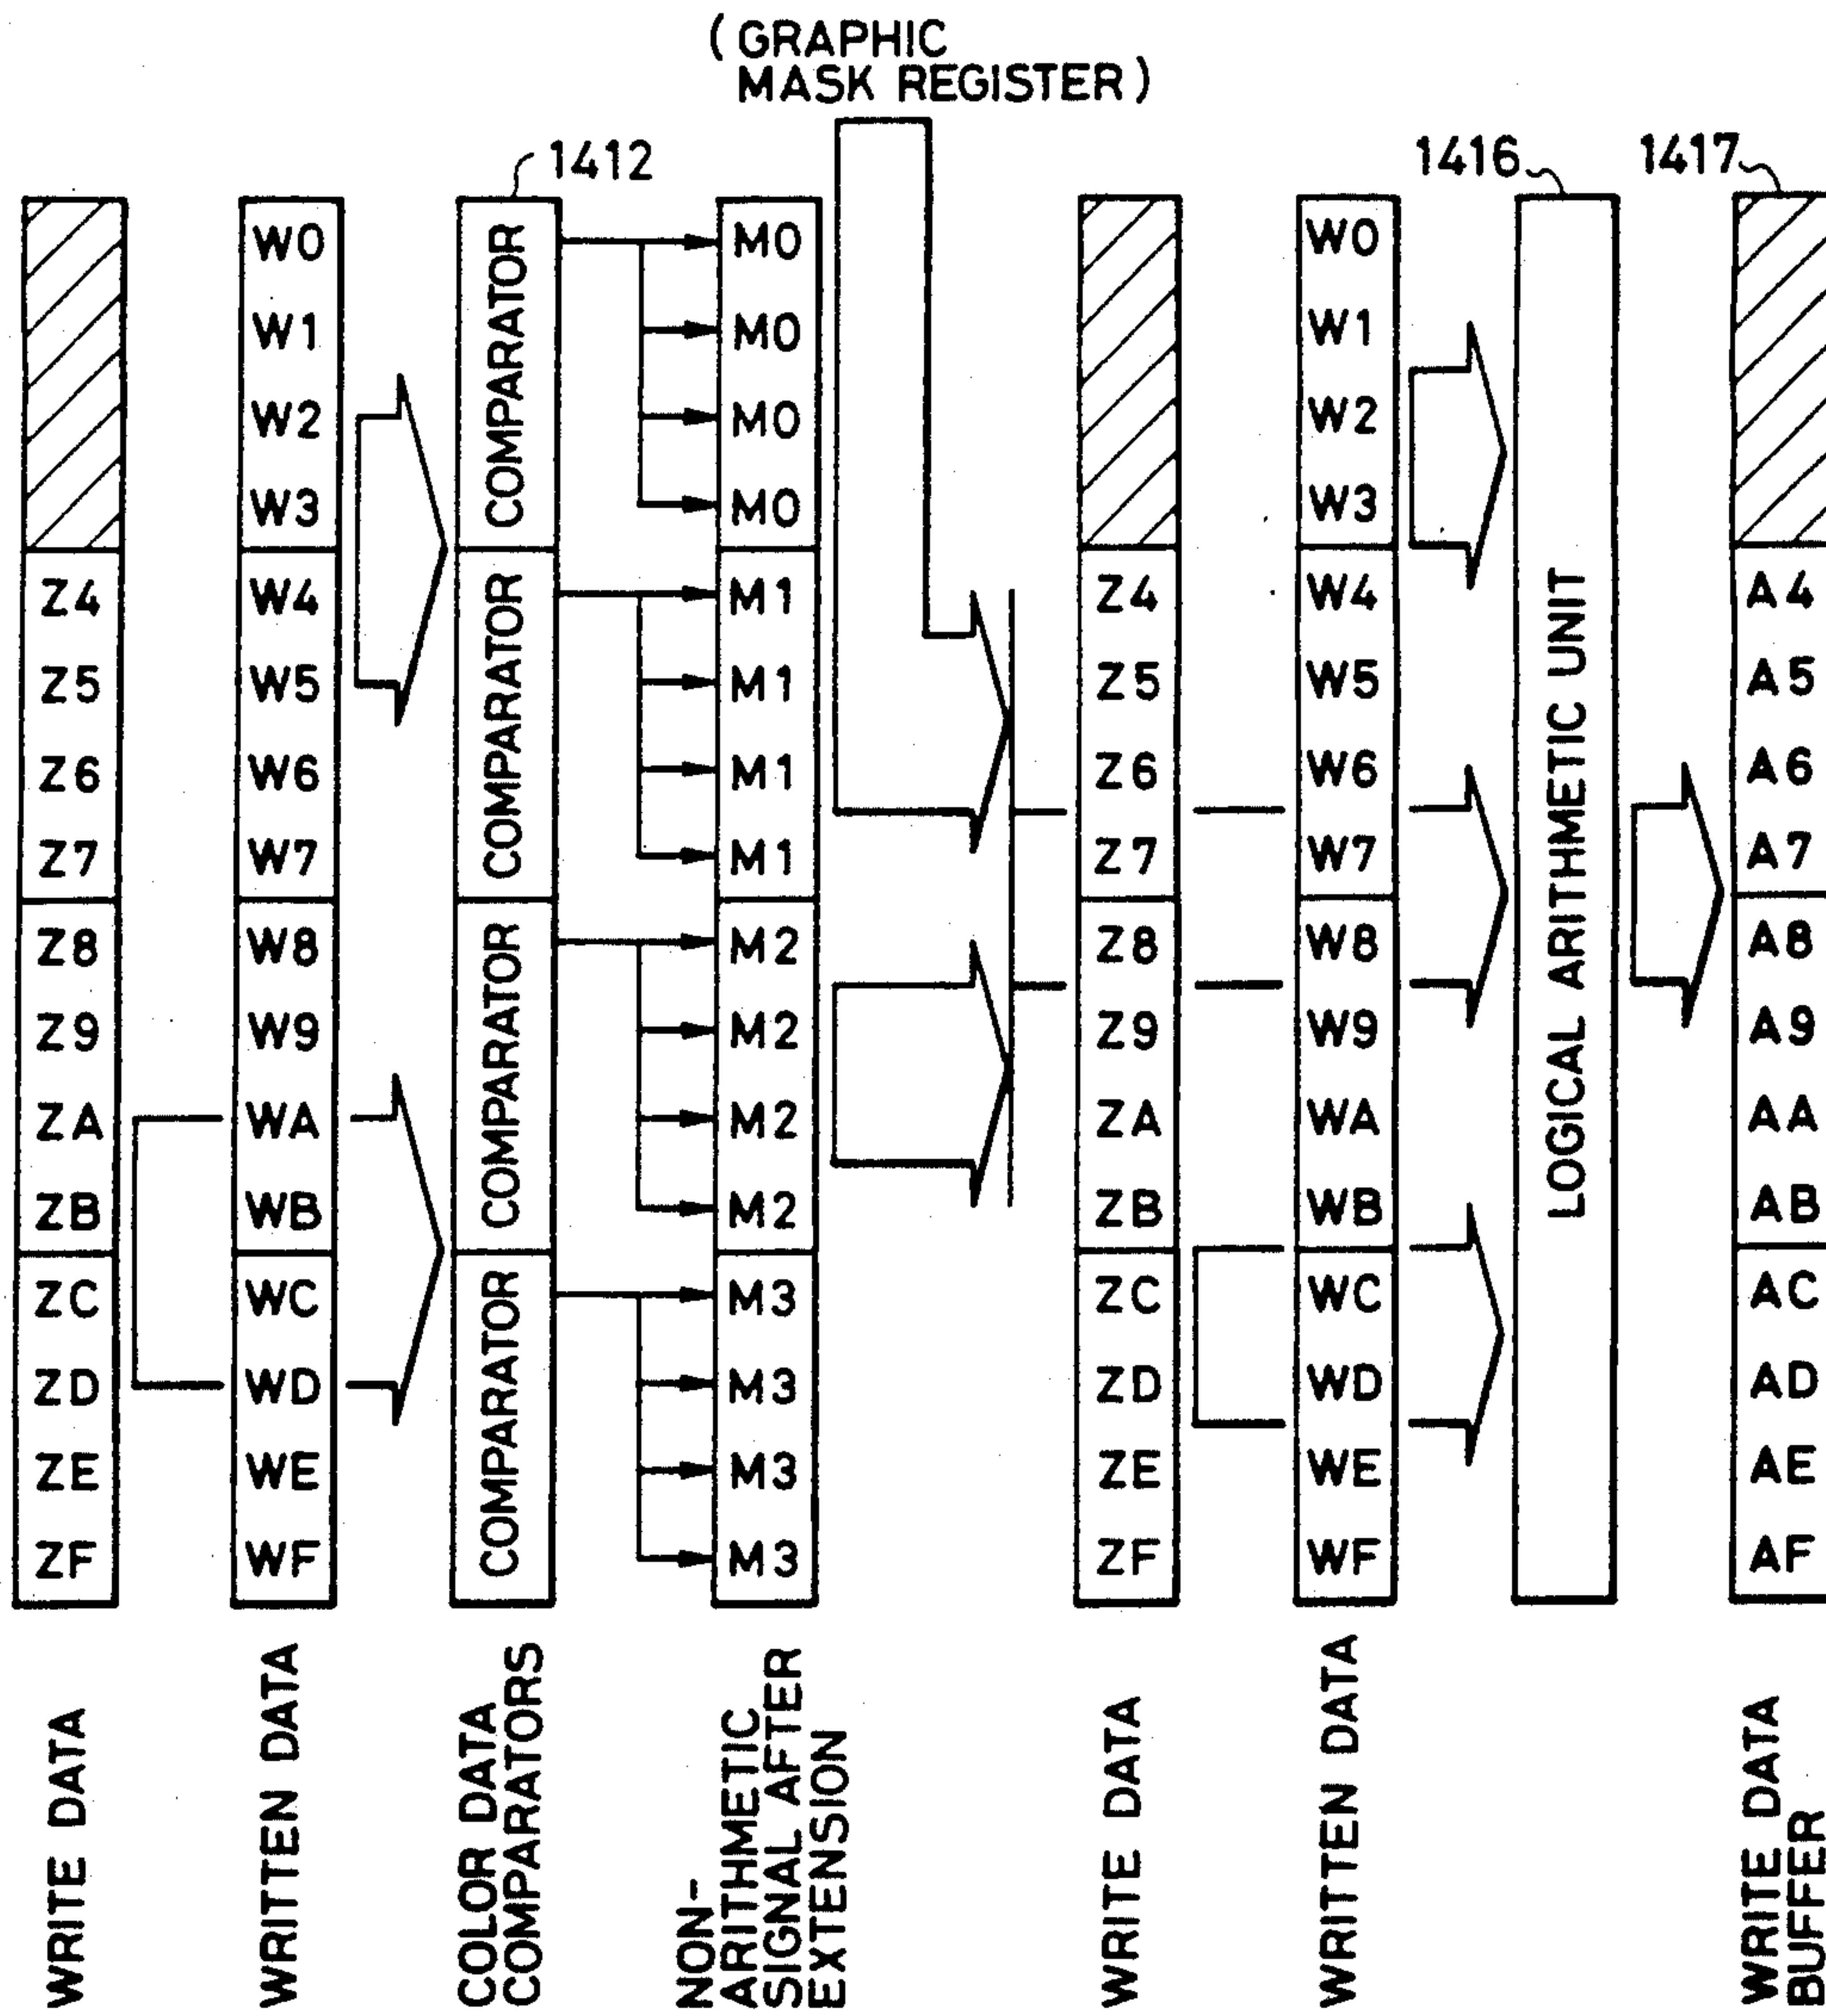 (GRAPHIC
MASK REGISTER)
1412
1416
1417
Z4
Z5
Z6
Z7
Z8
Z9
ZA
ZB
ZC
ZD
ZE
ZF
WRITE DATA
W0
W1
W2
W3
W4
W5
W6
W7
W8
W9
WA
WB
WC
WD
WE
WF
WRITTEN DATA
COMPARATOR
COMPARATOR
COMPARATOR
COMPARATOR
COLOR DATA
COMPARATORS
M0
M0
M0
M0
M1
M1
M1
M1
M2
M2
M2
M2
M3
M3
M3
M3
NON-
ARITHMETIC
SIGNAL AFTER
EXTENSION
Z4
Z5
Z6
Z7
Z8
Z9
ZA
ZB
ZC
ZD
ZE
ZF
WRITE DATA
W0
W1
W2
W3
W4
W5
W6
W7
W8
W9
WA
WB
WC
WD
WE
WF
WRITTEN DATA
LOGICAL ARITHMETIC UNIT
A4
A5
A6
A7
A8
A9
AA
AB
AC
AD
AE
AF
WRITE DATA
BUFFER